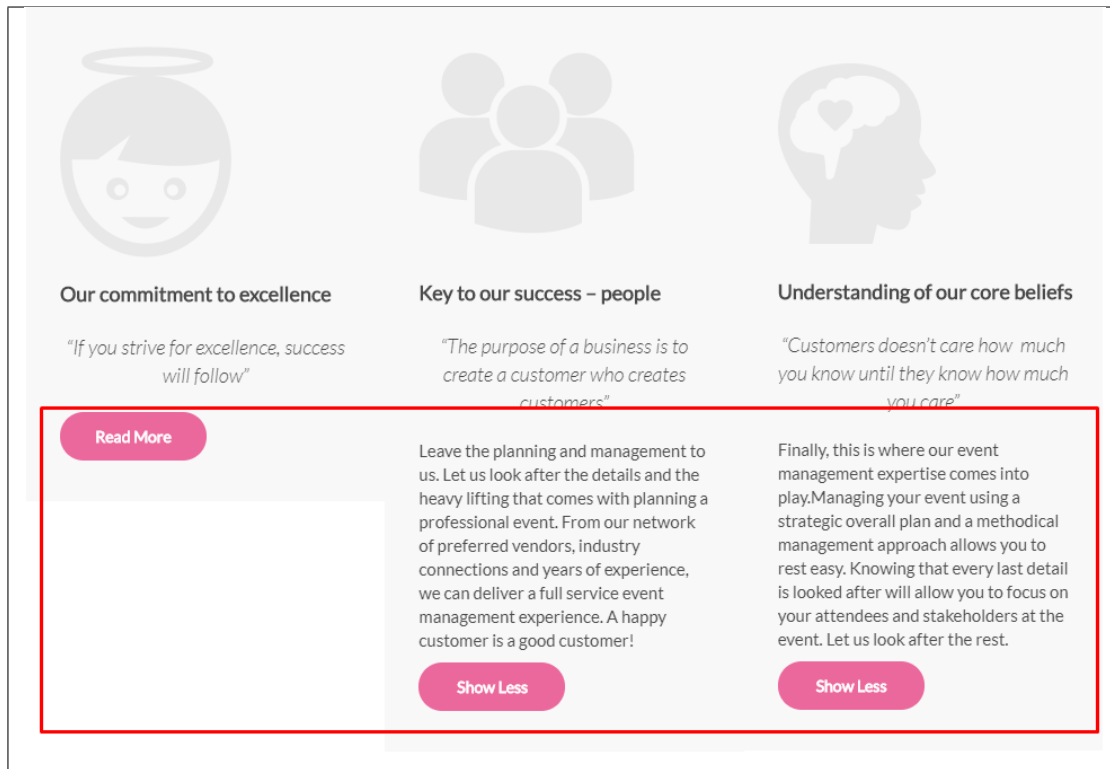 Our commitment to excellence
“If you strive for excellence, success
will follow”
Read More
Key to our success – people
“The purpose of a business is to
create a customer who creates
customers”
Leave the planning and management to
us. Let us look after the details and the
heavy lifting that comes with planning a
professional event. From our network
of preferred vendors, industry
connections and years of experience,
we can deliver a full service event
management experience. A happy
customer is a good customer!
Show Less
Understanding of our core beliefs
“Customers doesn’t care how much
you know until they know how much
you care”
Finally, this is where our event
management expertise comes into
play.Managing your event using a
strategic overall plan and a methodical
management approach allows you to
rest easy. Knowing that every last detail
is looked after will allow you to focus on
your attendees and stakeholders at the
event. Let us look after the rest.
Show Less